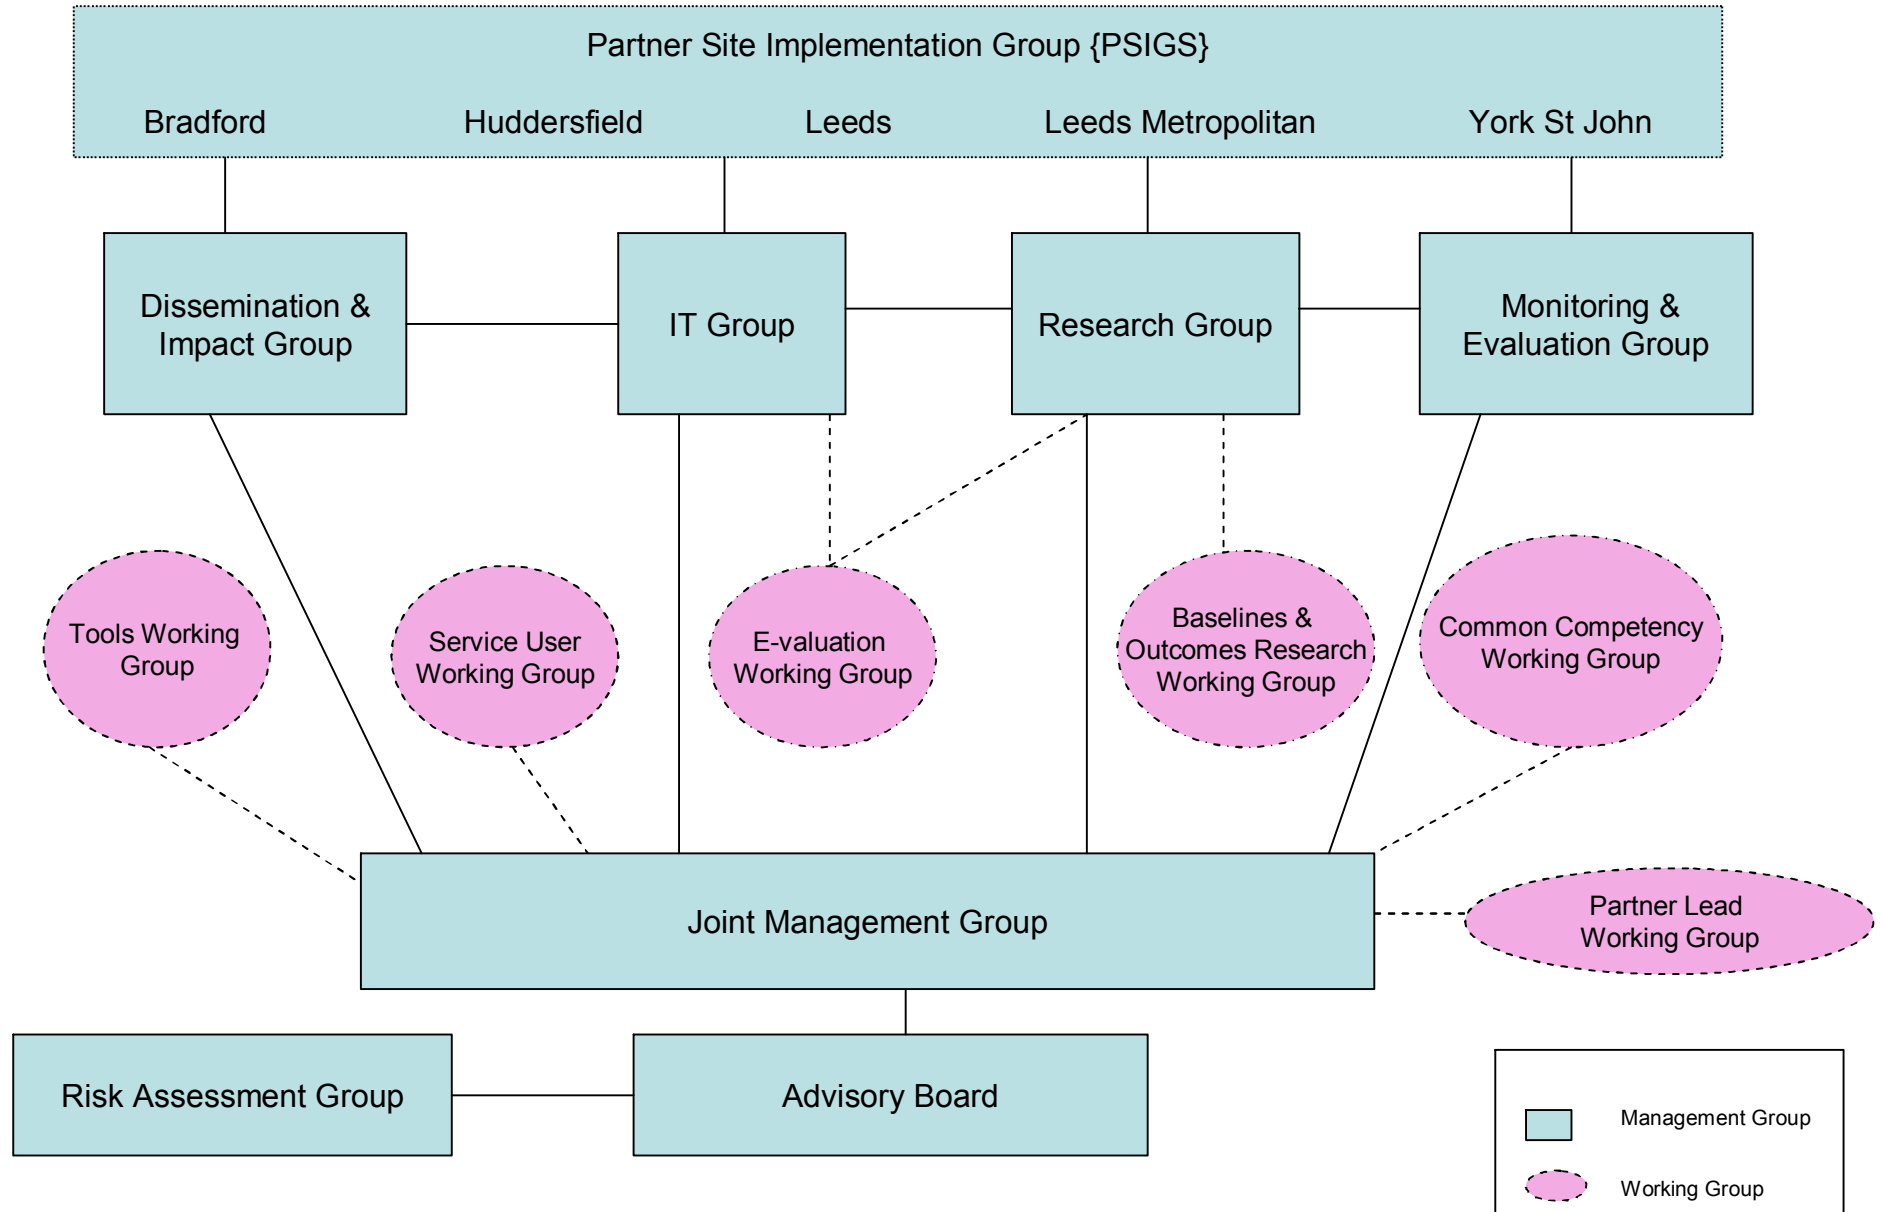 Partner Site Implementation Group {PSIGS}
Bradford Huddersfield Leeds Leeds Metropolitan York St John
Dissemination &
Impact Group
IT Group
Research Group
Monitoring &
Evaluation Group
Tools Working
Group
Service User
Working Group
E-valuation
Working Group
Baselines &
Outcomes Research
Working Group
Common Competency
Working Group
Joint Management Group
Partner Lead
Working Group
Risk Assessment Group
Advisory Board
Management Group
Working Group